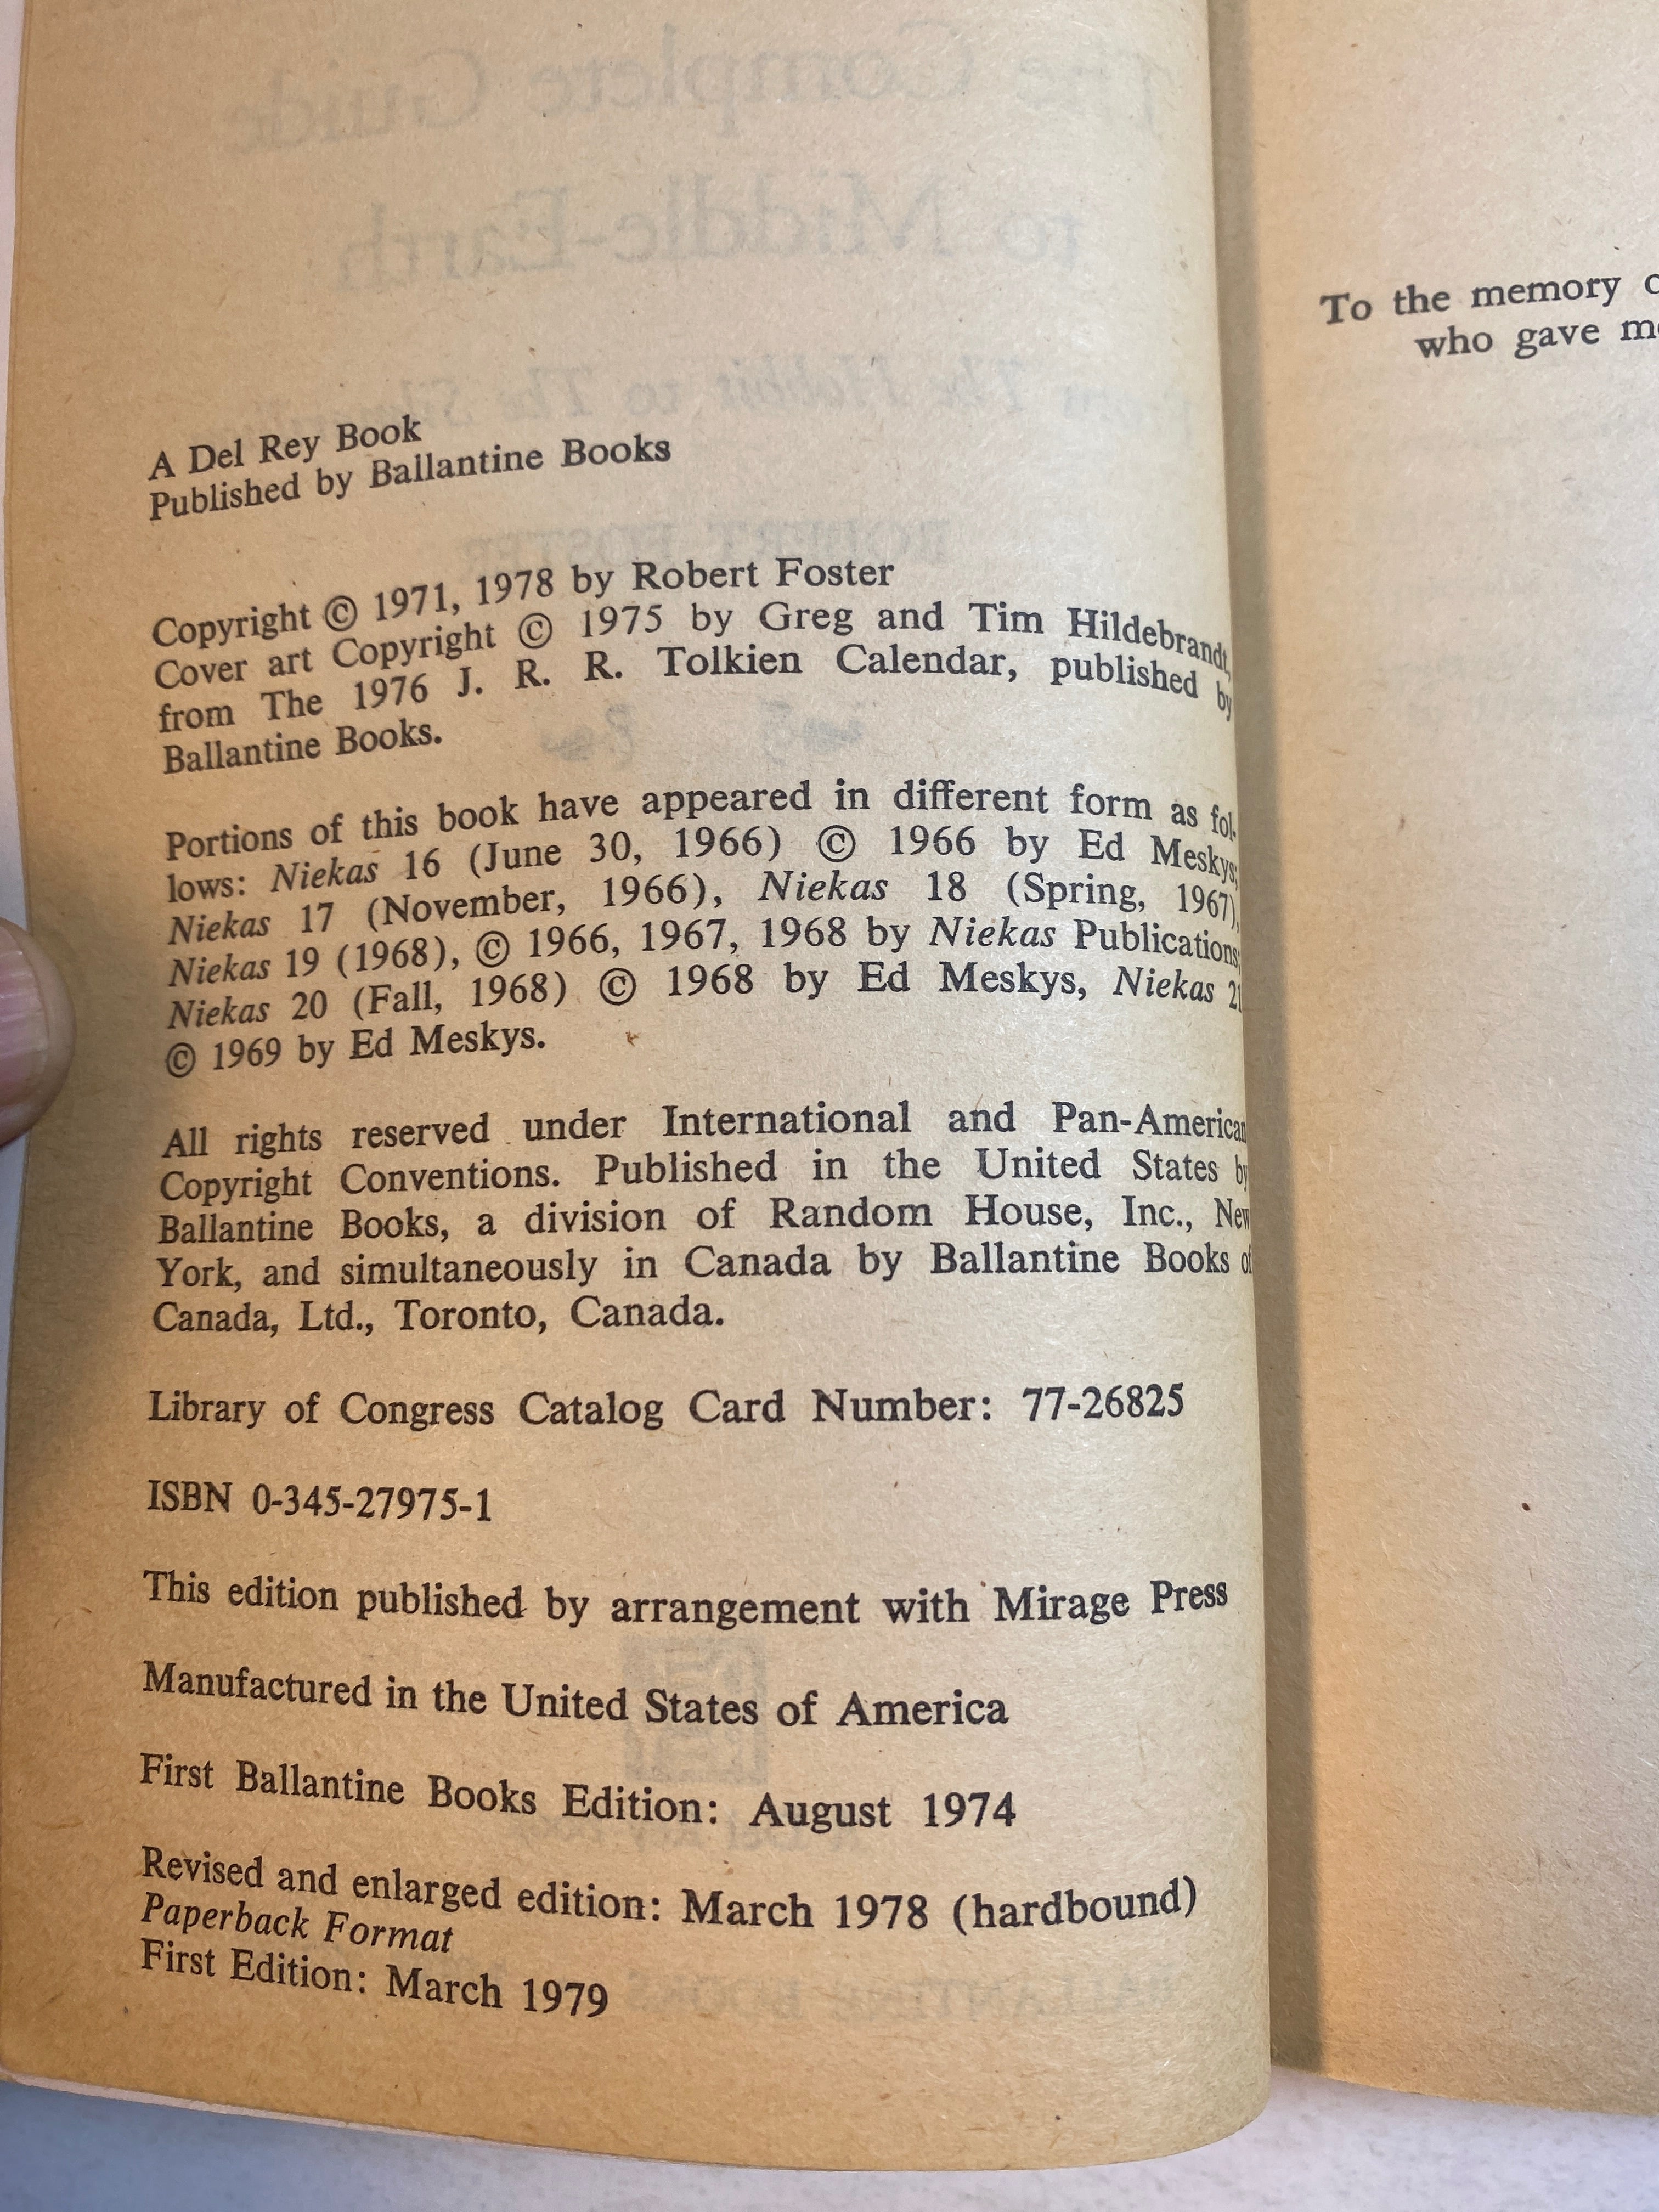 A Del Rey Book
Published by Ballantine Books
Copyright © 1971, 1978 by Robert Foster
Cover art Copyright © 1975 by Greg and Tim Hildebrandt,
from The 1976 J. R. R. Tolkien Calendar, published by
Ballantine Books.
Portions of this book have appeared in different form as fol-
lows: Niekas 16 (June 30, 1966) © 1966 by Ed Meskys;
Niekas 17 (November, 1966), Niekas 18 (Spring, 1967),
Niekas 19 (1968), © 1966, 1967, 1968 by Niekas Publications;
Niekas 20 (Fall, 1968) © 1968 by Ed Meskys, Niekas 21
© 1969 by Ed Meskys.
All rights reserved under International and Pan-American
Copyright Conventions. Published in the United States by
Ballantine Books, a division of Random House, Inc., New
York, and simultaneously in Canada by Ballantine Books of
Canada, Ltd., Toronto, Canada.
Library of Congress Catalog Card Number: 77-26825
ISBN 0-345-27975-1
This edition published by arrangement with Mirage Press
Manufactured in the United States of America
First Ballantine Books Edition: August 1974
Revised and enlarged edition: March 1978 (hardbound)
Paperback Format
First Edition: March 1979
To the memory
who gave